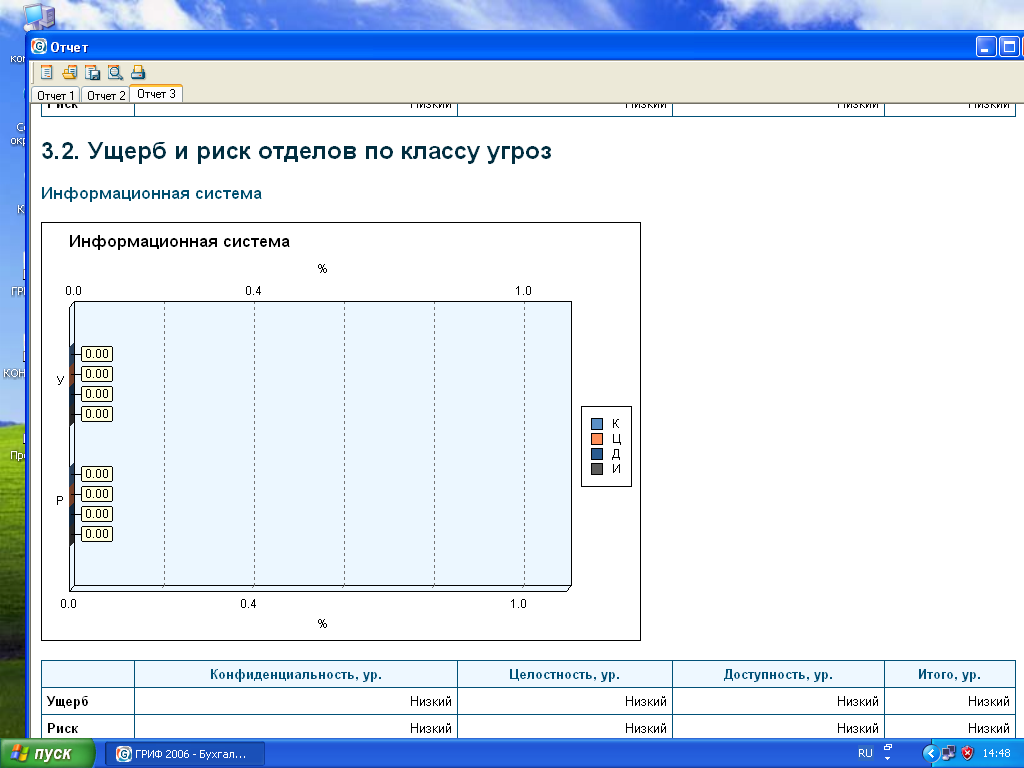 Отчет
Отчет 1 Отчет 2 Отчет 3
Риск Низкий Низкий Низкий Низкий
3.2. Ущерб и риск отделов по классу угроз
Информационная система
Информационная система
%
0.0 0.4 1.0
0.00
0.00
У
0.00
0.00
К
Ц
Д
И
0.00
0.00
Р
0.00
0.00
0.0 0.4 1.0
%
Конфиденциальность, ур. Целостность, ур. Доступность, ур. Итого, ур.
Ущерб Низкий Низкий Низкий Низкий
Риск Низкий Низкий Низкий Низкий
пуск ГРИФ 2006 - Бухгал... RU 14:48